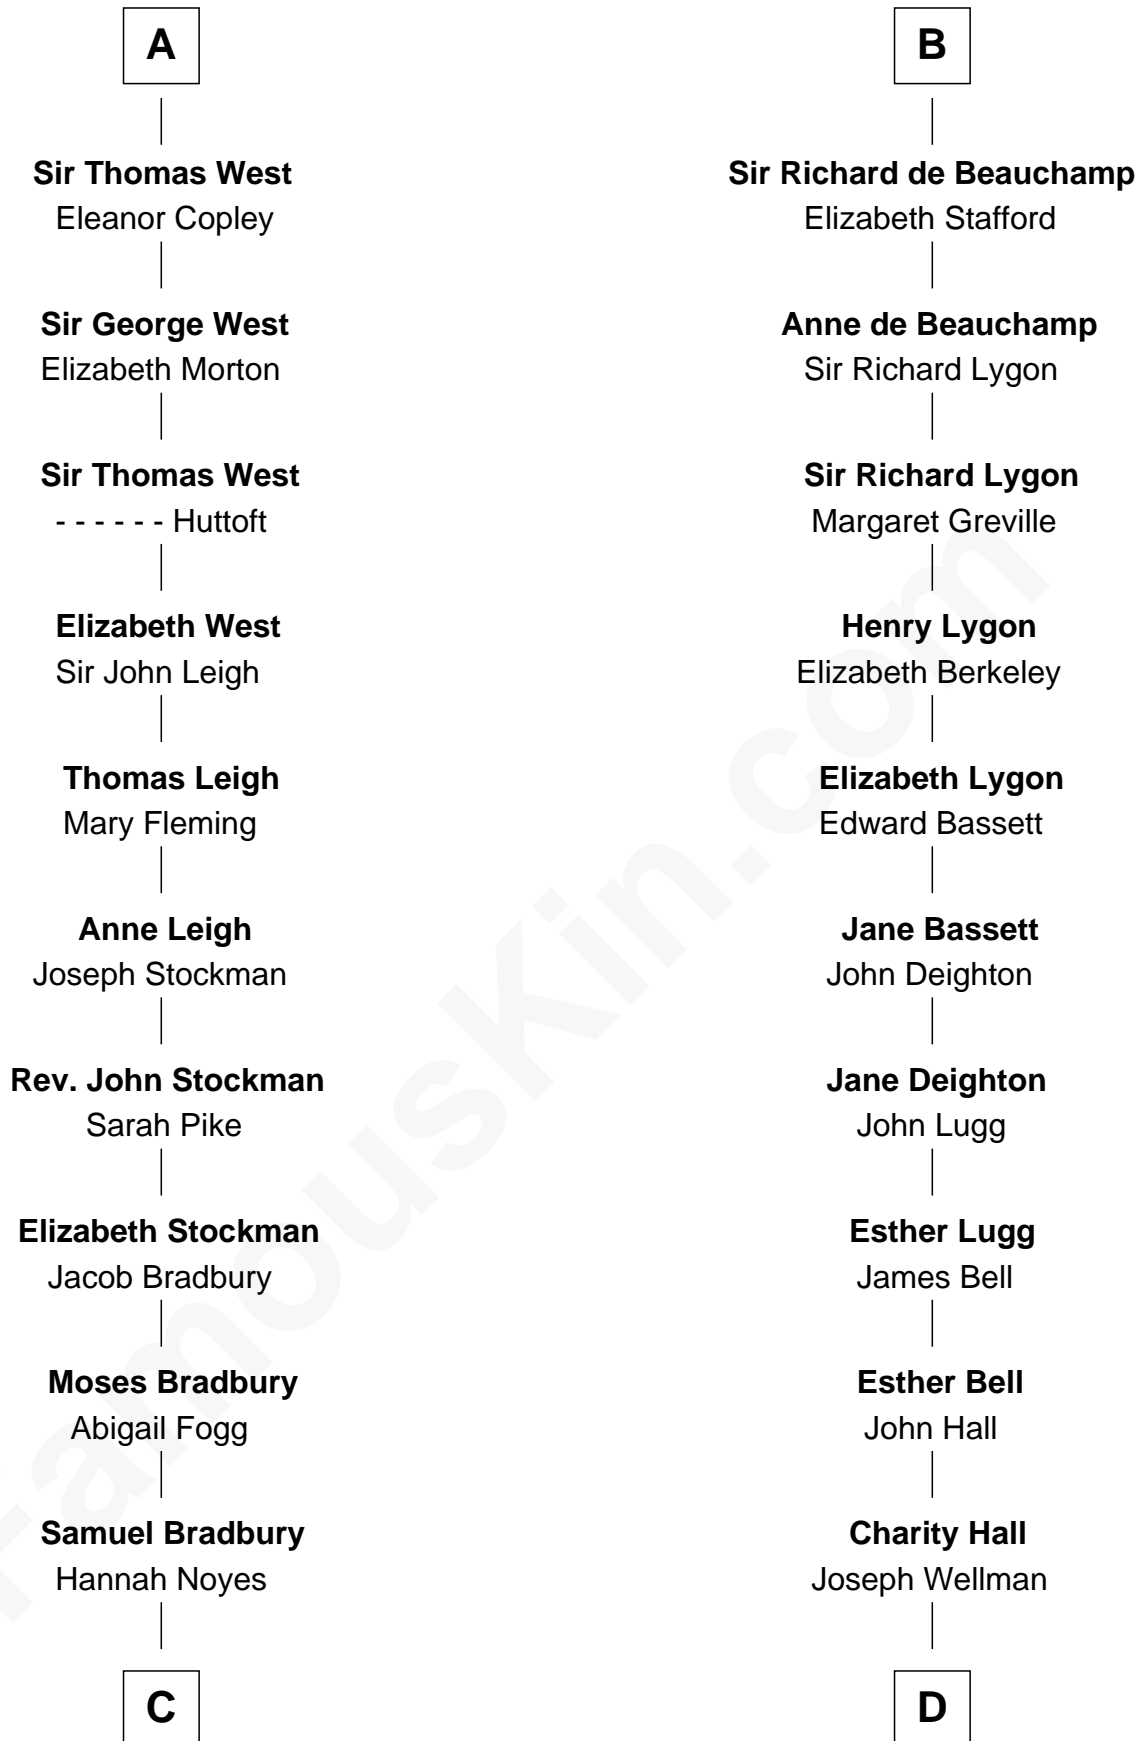 A
Sir Thomas West
Eleanor Copley
Sir George West
Elizabeth Morton
Sir Thomas West
- - - - - - Huttoft
Elizabeth West
Sir John Leigh
Thomas Leigh
Mary Fleming
Anne Leigh
Joseph Stockman
Rev. John Stockman
Sarah Pike
Elizabeth Stockman
Jacob Bradbury
Moses Bradbury
Abigail Fogg
Samuel Bradbury
Hannah Noyes
C
B
Sir Richard de Beauchamp
Elizabeth Stafford
Anne de Beauchamp
Sir Richard Lygon
Sir Richard Lygon
Margaret Greville
Henry Lygon
Elizabeth Berkeley
Elizabeth Lygon
Edward Bassett
Jane Bassett
John Deighton
Jane Deighton
John Lugg
Esther Lugg
James Bell
Esther Bell
John Hall
Charity Hall
Joseph Wellman
D
FamousKin.com